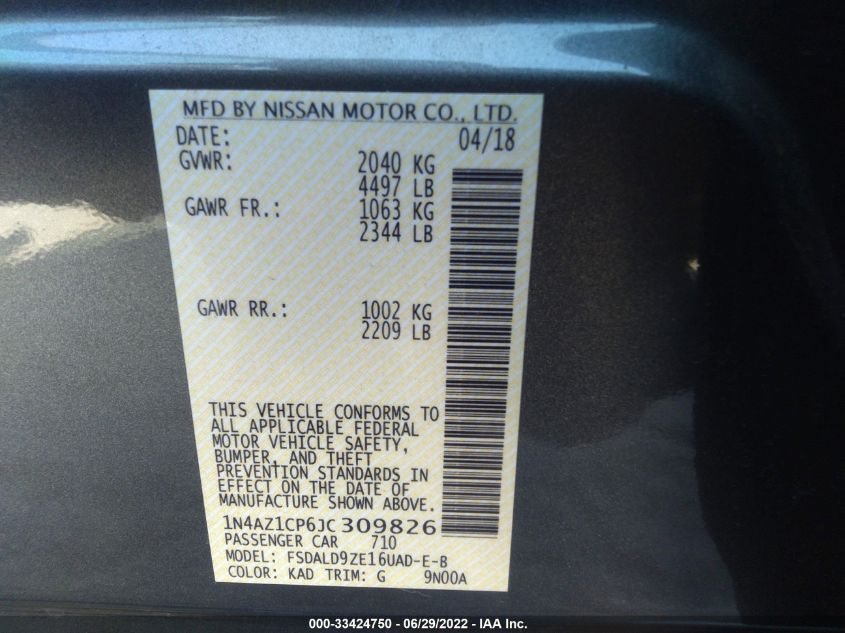 MFD BY NISSAN MOTOR CO., LTD.
DATE: 04/18
GVWR: 2040 KG
4497 LB
GAWR FR.: 1063 KG
2344 LB
GAWR RR.: 1002 KG
2209 LB
THIS VEHICLE CONFORMS TO
ALL APPLICABLE FEDERAL
MOTOR VEHICLE SAFETY,
BUMPER, AND THEFT
PREVENTION STANDARDS IN
EFFECT ON THE DATE OF
MANUFACTURE SHOWN ABOVE.
1N4AZ1CP6JC309826
PASSENGER CAR 710
MODEL: FSDALD9ZE16UAD-E-B
COLOR: KAD TRIM: G 9N00A
000-33424750 - 06/29/2022 - IAA Inc.